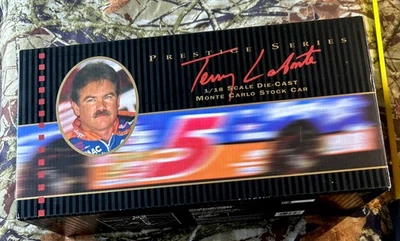 PRESTIGE SERIES
Terry Labonte
1/18 SCALE DIE-CAST
MONTE CARLO STOCK CAR
5